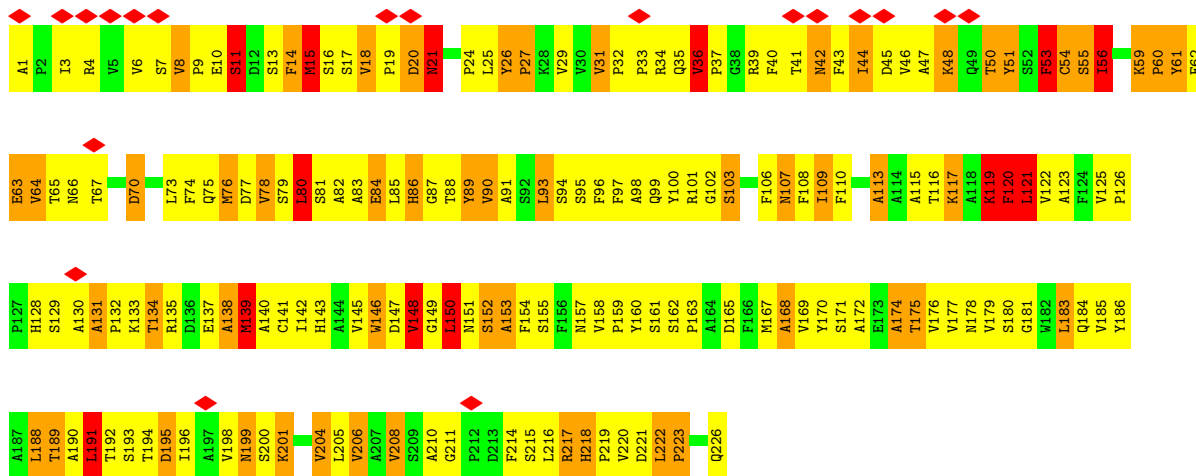 A1 P2 I3 R4 V5 V6 S7 V8 P9 E10 S11 D12 S13 F14 M15 S16 S17 V18 P19 D20 N21 P24 L25 Y26 P27 K28 V29 V30 V31 P32 P33 R34 Q35 V36 P37 G38 R39 F40 T41 N42 F43 I44 D45 V46 A47 K48 Q49 T50 Y51 S52 F53 C54 S55 I56 K59 P60 Y61 F62
E63 V64 T65 N66 T67 D70 L73 F74 Q75 M76 D77 V78 S79 L80 S81 A82 A83 E84 L85 H86 G87 T88 Y89 V90 A91 S92 L93 S94 S95 F96 F97 A98 Q99 Y100 R101 G102 S103 F106 N107 F108 I109 F110 A113 A114 A115 T116 K117 A118 K119 F120 L121 V122 A123 F124 V125 P126
P127 H128 S129 A130 A131 P132 K133 T134 R135 D136 E137 A138 M139 A140 C141 I142 H143 A144 V145 W146 D147 V148 G149 L150 N151 S152 A153 F154 S155 F156 N157 V158 P159 Y160 S161 S162 P163 A164 D165 F166 M167 A168 V169 Y170 S171 A172 E173 A174 T175 V176 V177 N178 V179 S180 G181 W182 L183 Q184 V185 Y186
A187 L188 T189 A190 L191 T192 S193 T194 D195 I196 A197 V198 N199 S200 K201 V204 L205 V206 A207 V208 S209 A210 G211 P212 D213 F214 S215 L216 R217 H218 P219 V220 D221 L222 P223 Q226